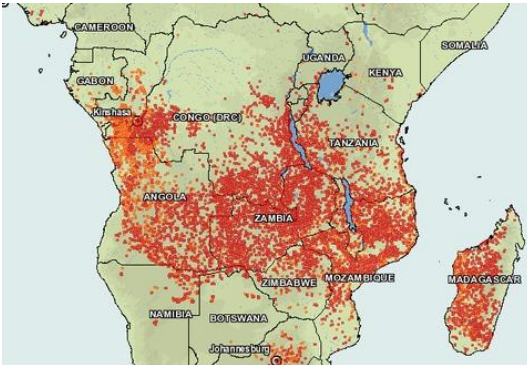 CAMEROON
SOMALIA
UGANDA
KENYA
GABON
Kinshasa
CONGO (DRC)
TANZANIA
ANGOLA
ZAMBIA
MOZAMBIQUE
ZIMBABWE
MADAGASCAR
NAMIBIA
BOTSWANA
Johannesburg